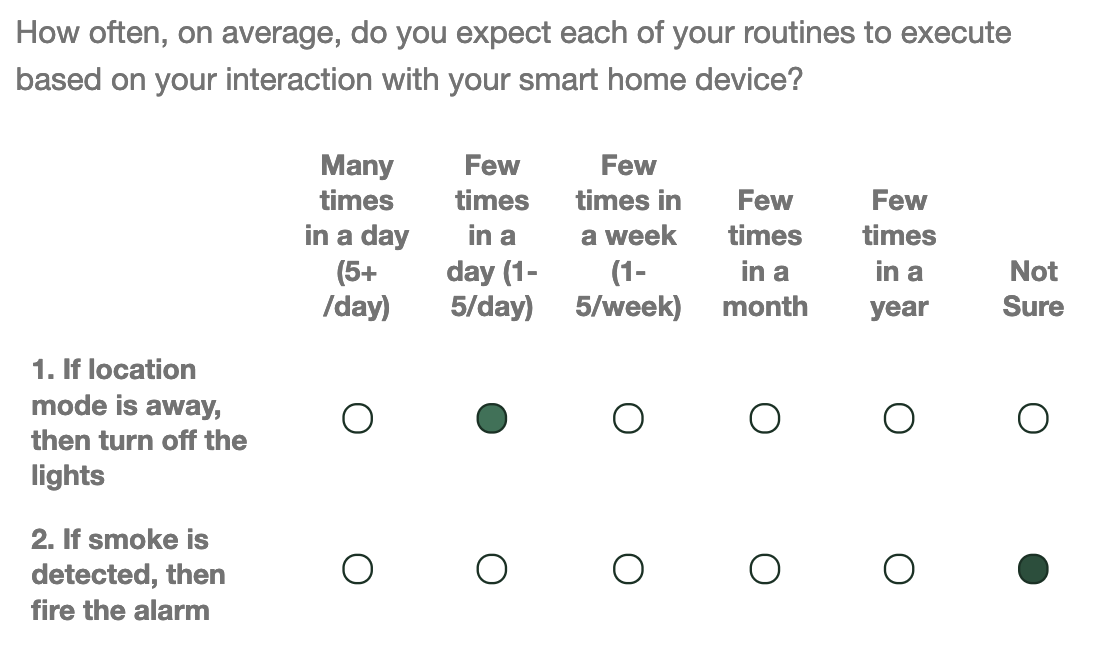 How often, on average, do you expect each of your routines to execute
based on your interaction with your smart home device?
Many
times
in a day
(5+
/day)
Few
times
in a
day (1-
5/day)
Few
times in
a week
(1-
5/week)
Few
times
in a
month
Few
times
in a
year
Not
Sure
1. If location
mode is away,
then turn off the
lights
2. If smoke is
detected, then
fire the alarm